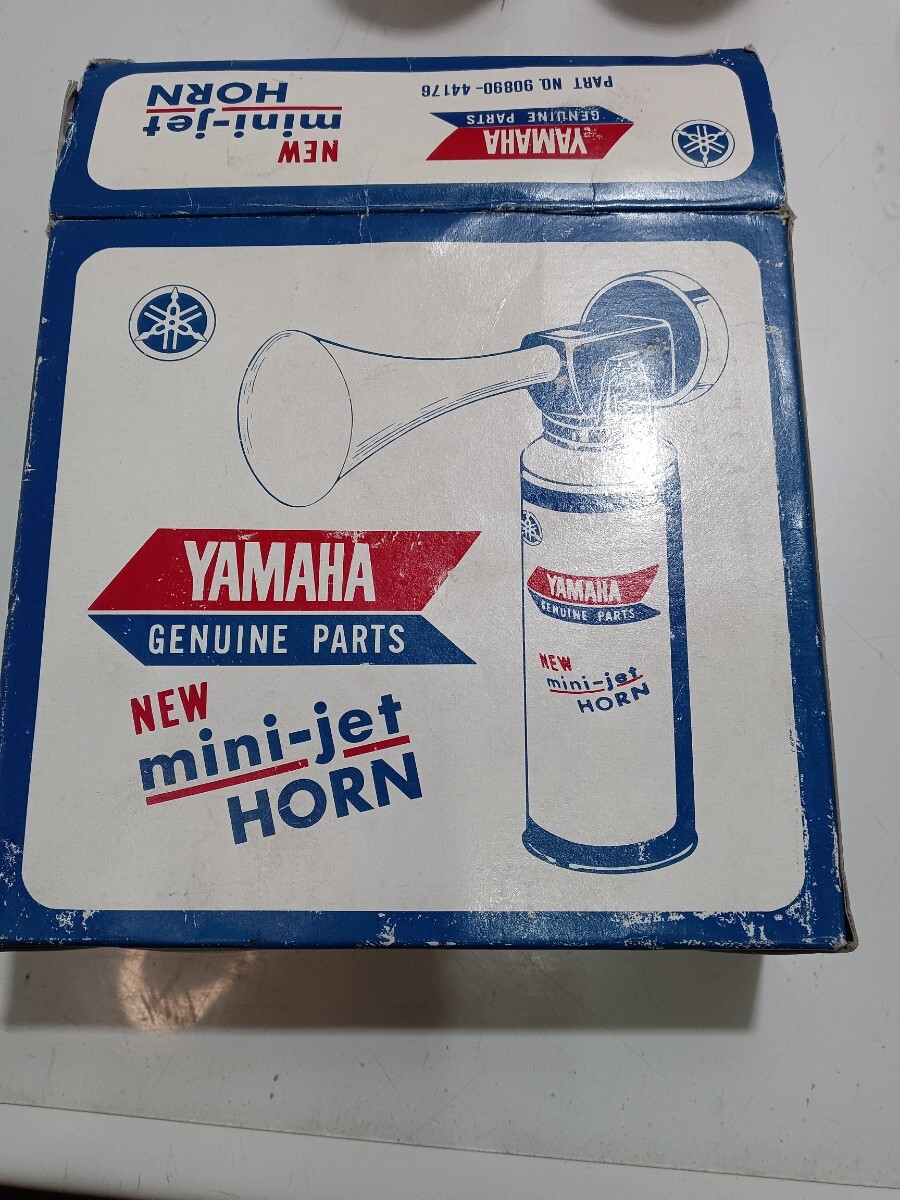 PART NO. 90890-44176
YAMAHA
GENUINE PARTS
NEW
mini-jet
HORN
YAMAHA
GENUINE PARTS
NEW
mini-jet
HORN
YAMAHA
GENUINE PARTS
NEW
mini-jet
HORN